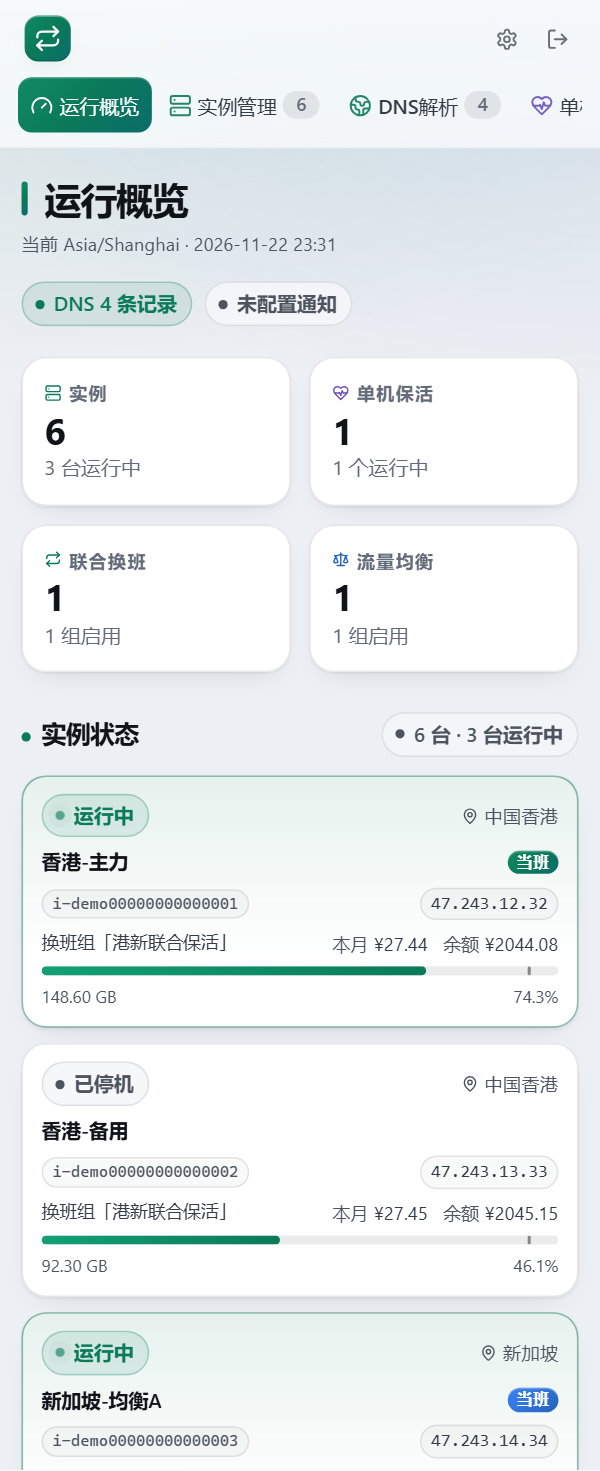 运行概览 实例管理 6 DNS解析 4
运行概览
当前 Asia/Shanghai · 2026-11-22 23:31
DNS 4 条记录 未配置通知
实例 单机保活
6 1
3 台运行中 1 个运行中
联合换班 流量均衡
1 1
1 组启用 1 组启用
实例状态 6 台 · 3 台运行中
运行中 中国香港
香港-主力 当班
i-demo00000000000001 47.243.12.32
换班组「港新联合保活」 本月 ¥27.44 余额 ¥2044.08
148.60 GB 74.3%
已停机 中国香港
香港-备用
i-demo00000000000002 47.243.13.33
换班组「港新联合保活」 本月 ¥27.45 余额 ¥2045.15
92.30 GB 46.1%
运行中 新加坡
新加坡-均衡A 当班
i-demo00000000000003 47.243.14.34